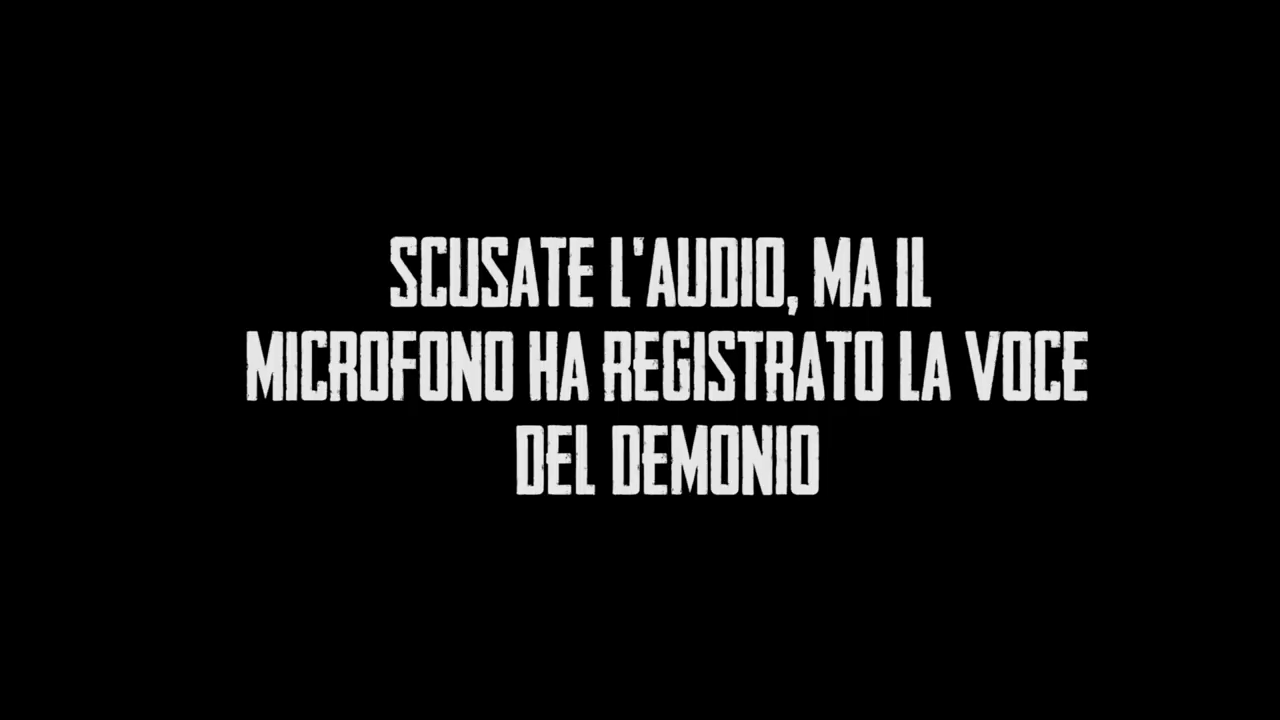 SCUSATE L'AUDIO, MA IL
MICROFONO HA REGISTRATO LA VOCE
DEL DEMONIO